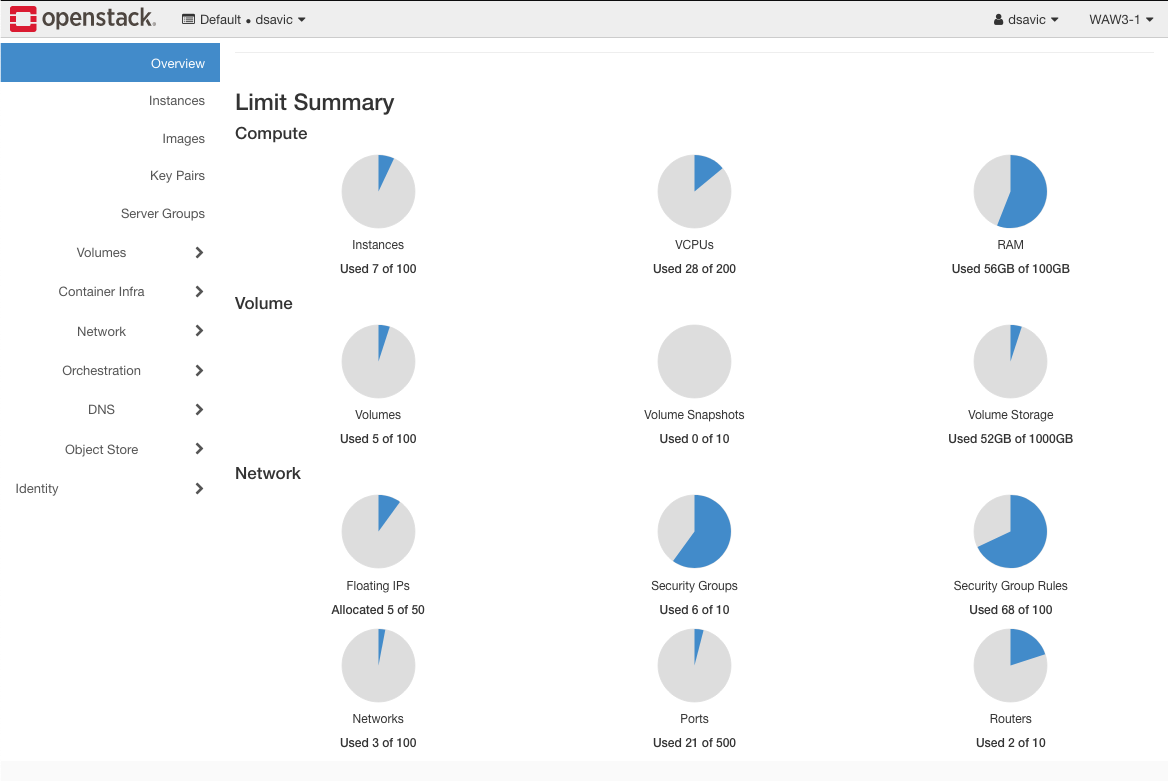 openstack.
Default • dsavic
dsavic
WAW3-1
Overview
Instances
Images
Key Pairs
Server Groups
Volumes
Container Infra
Network
Orchestration
DNS
Object Store
Identity
Limit Summary
Compute
Instances
Used 7 of 100
VCPUs
Used 28 of 200
RAM
Used 56GB of 100GB
Volume
Volumes
Used 5 of 100
Volume Snapshots
Used 0 of 10
Volume Storage
Used 52GB of 1000GB
Network
Floating IPs
Allocated 5 of 50
Security Groups
Used 6 of 10
Security Group Rules
Used 68 of 100
Networks
Used 3 of 100
Ports
Used 21 of 500
Routers
Used 2 of 10